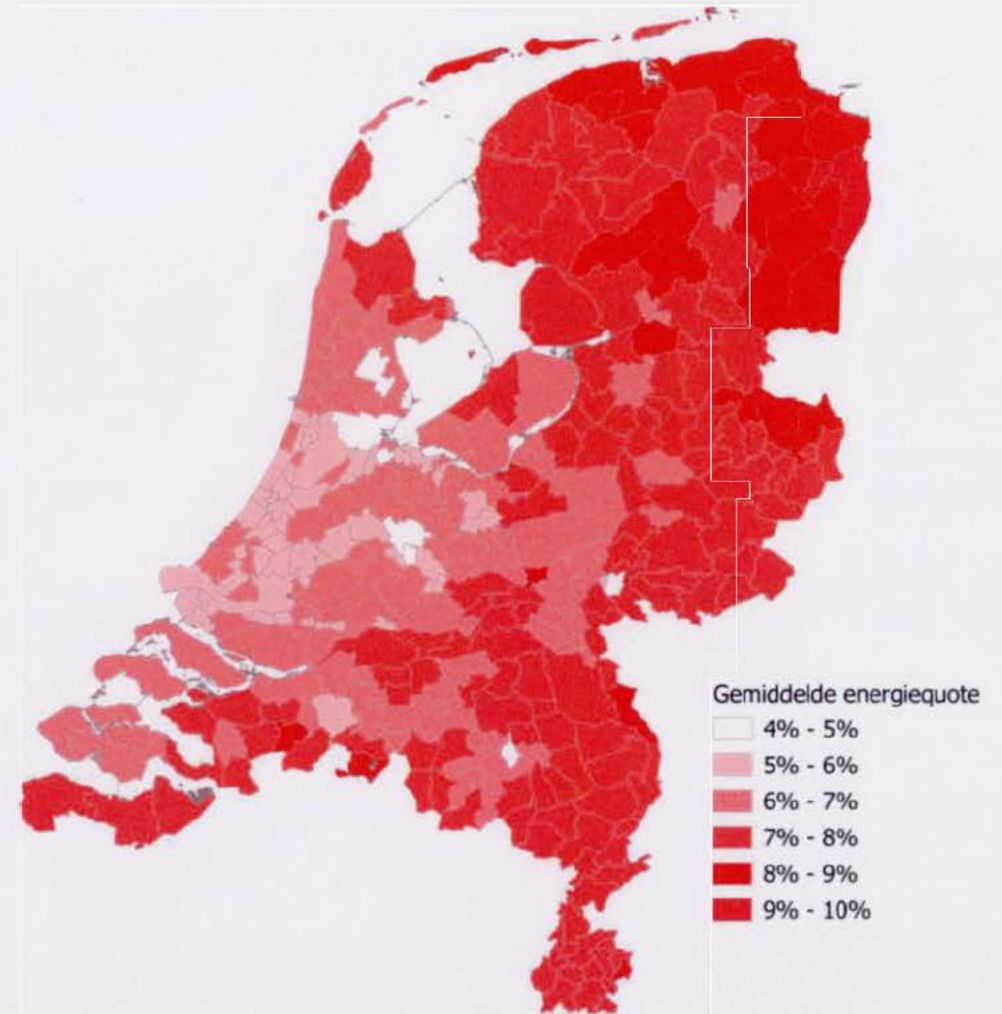 Gemiddelde energiequote
4% - 5%
5% - 6%
6% - 7%
7% - 8%
8% - 9%
9% - 10%